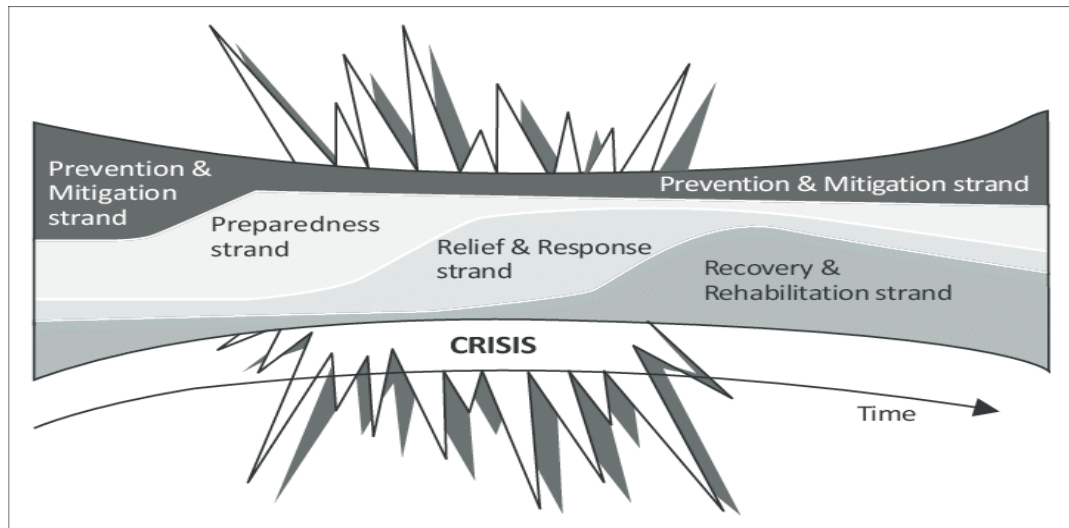 Prevention &
Mitigation
strand
Prevention & Mitigation strand
Preparedness
strand
Relief & Response
strand
Recovery &
Rehabilitation strand
CRISIS
Time